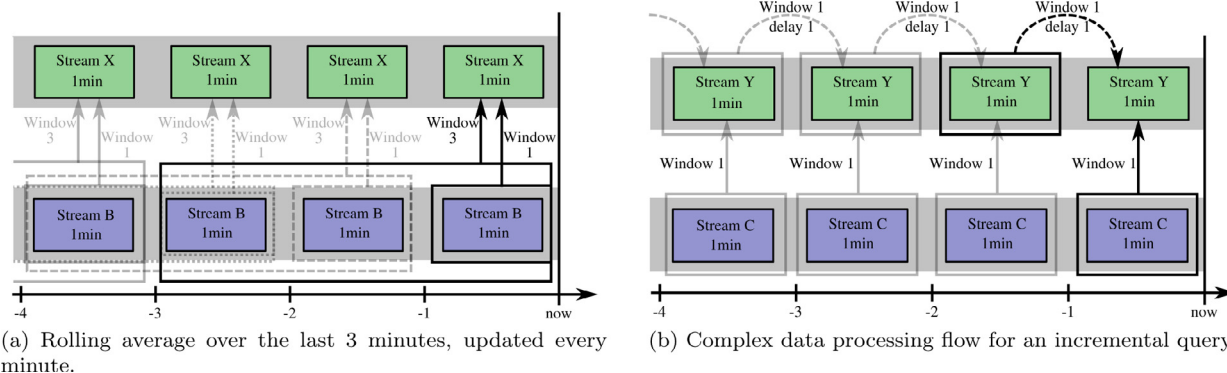 Stream X
1min
Stream X
1min
Stream X
1min
Stream X
1min
Window
3
Window
1
Window
3
Window
1
Window
3
Window
1
Window
3
Window
1
Stream B
1min
Stream B
1min
Stream B
1min
Stream B
1min
-4
-3
-2
-1
now
(a) Rolling average over the last 3 minutes, updated every
minute.
Window 1
delay 1
Window 1
delay 1
Window 1
delay 1
Stream Y
1min
Stream Y
1min
Stream Y
1min
Stream Y
1min
Window 1
Window 1
Window 1
Window 1
Stream C
1min
Stream C
1min
Stream C
1min
Stream C
1min
-4
-3
-2
-1
now
(b) Complex data processing flow for an incremental query